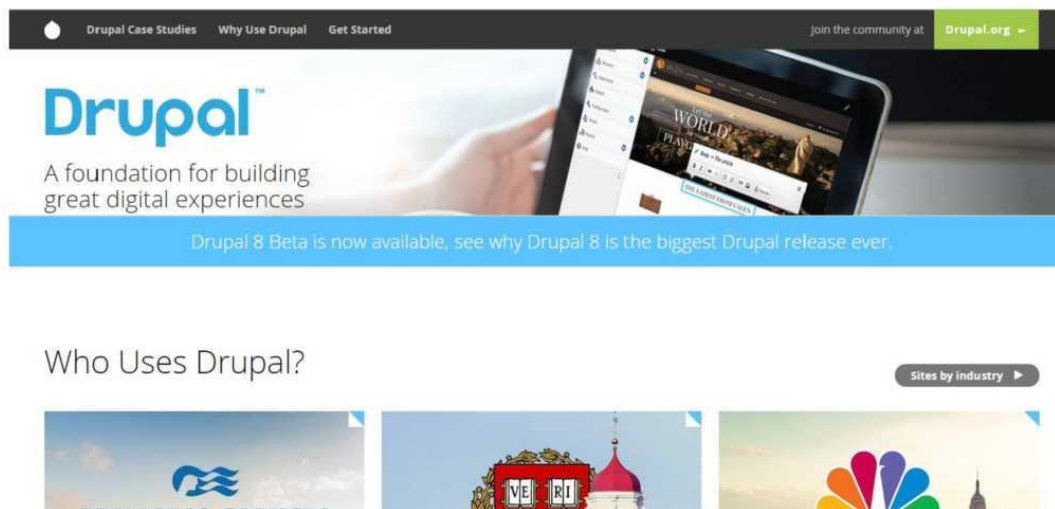 Drupal Case Studies Why Use Drupal Get Started Join the community at Drupal.org
Drupal™
A foundation for building
great digital experiences
WORLD
Drupal 8 Beta is now available, see why Drupal 8 is the biggest Drupal release ever.
Who Uses Drupal?
Sites by industry
VE RI